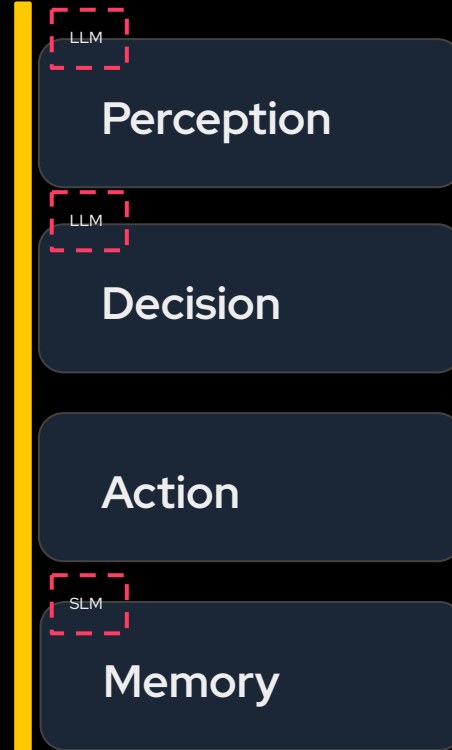 LLM
Perception
LLM
Decision
Action
SLM
Memory